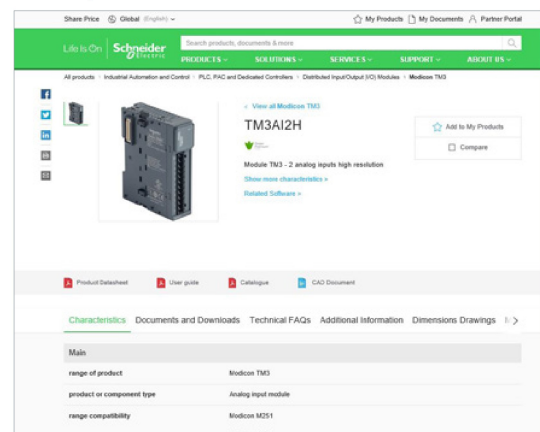 Share Price Global (English) My Products My Documents Partner Portal
Life Is On Schneider Electric Search products, documents & more
PRODUCTS SOLUTIONS SERVICES SUPPORT ABOUT US
All products Industrial Automation and Control PLC, PAC and Dedicated Controllers Distributed Input/Output (I/O) Modules Modicon TM3
< View all Modicon TM3
TM3AI2H
Add to My Products
Compare
Module TM3 - 2 analog inputs high resolution
Show more characteristics »
Related Software »
Product Datasheet User guide Catalogue CAD Document
Characteristics Documents and Downloads Technical FAQs Additional Information Dimensions Drawings >
Main
range of product Modicon TM3
product or component type Analog input module
range compatibility Modicon M251